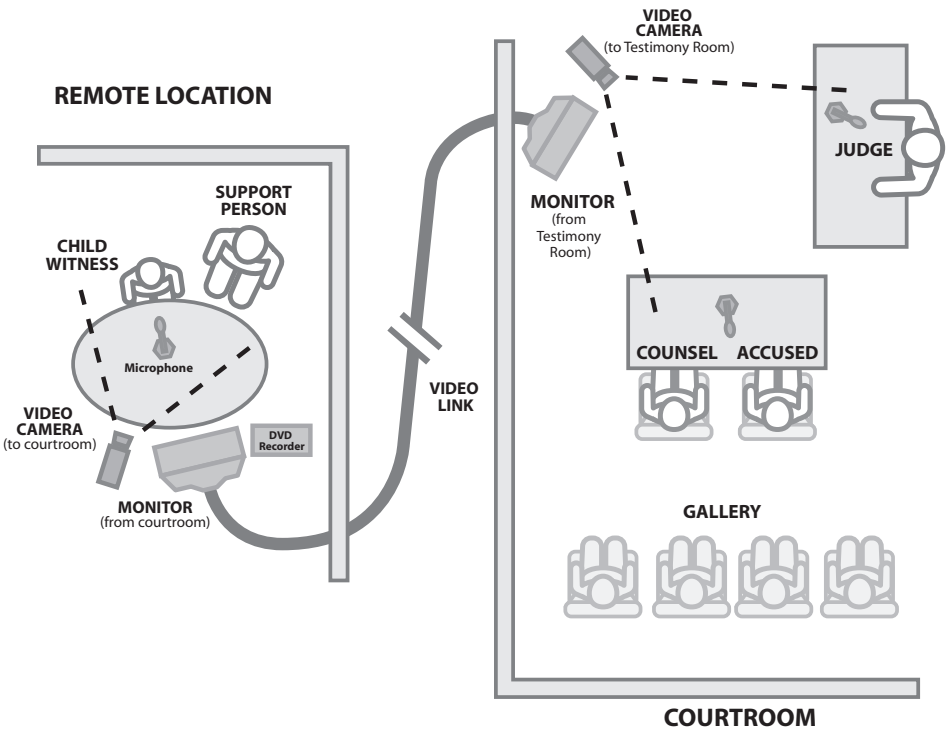 REMOTE LOCATION
SUPPORT
PERSON
CHILD
WITNESS
Microphone
VIDEO
CAMERA
(to courtroom)
DVD
Recorder
MONITOR
(from courtroom)
VIDEO
LINK
VIDEO
CAMERA
(to Testimony Room)
MONITOR
(from
Testimony
Room)
JUDGE
COUNSEL
ACCUSED
GALLERY
COURTROOM